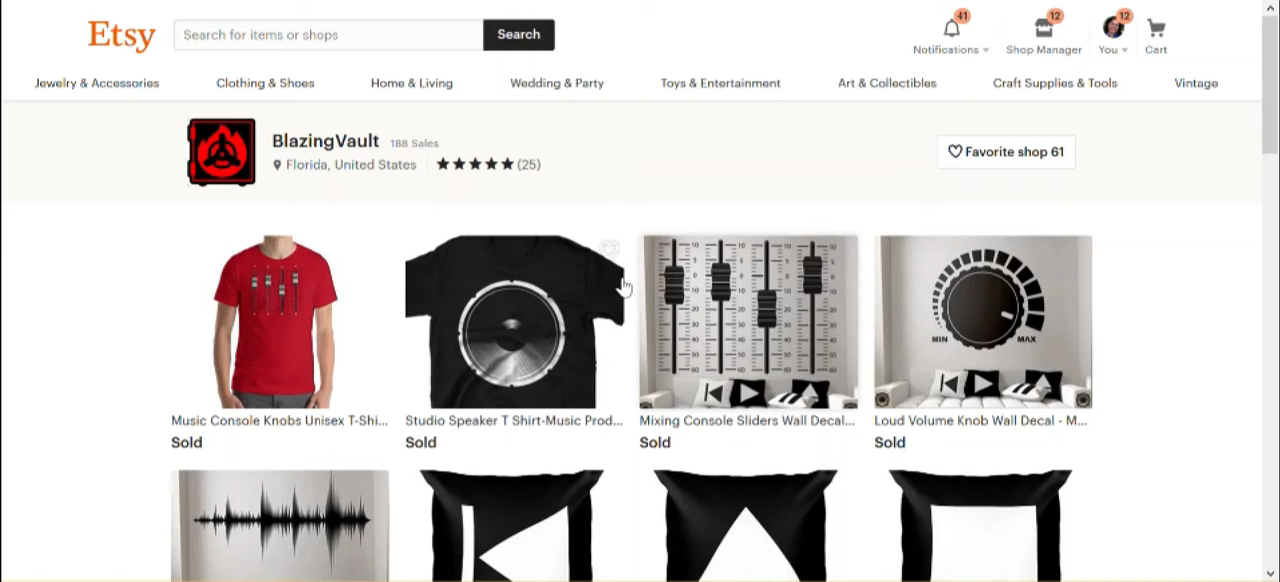 Etsy
Search for items or shops
Search
41
Notifications
12
Shop Manager
12
You
Cart
Jewelry & Accessories
Clothing & Shoes
Home & Living
Wedding & Party
Toys & Entertainment
Art & Collectibles
Craft Supplies & Tools
Vintage
BlazingVault 188 Sales
Florida, United States
(25)
Favorite shop 61
MIN MAX
Music Console Knobs Unisex T-Shi...
Studio Speaker T Shirt-Music Prod...
Mixing Console Sliders Wall Decal...
Loud Volume Knob Wall Decal - M...
Sold
Sold
Sold
Sold